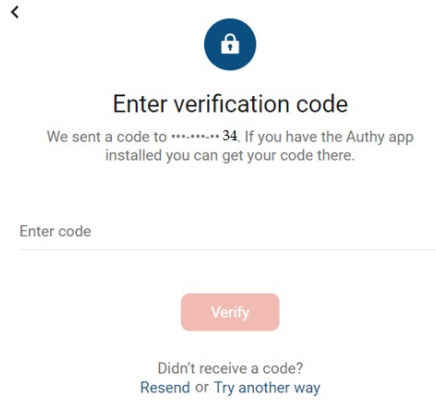 Enter verification code
We sent a code to •••-•••-•• 34. If you have the Authy app
installed you can get your code there.
Enter code
Verify
Didn't receive a code?
Resend or Try another way